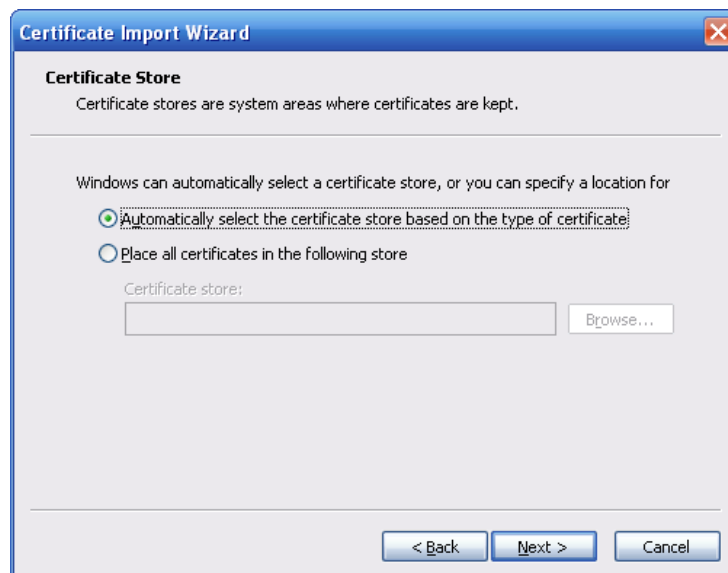 Certificate Import Wizard
Certificate Store
Certificate stores are system areas where certificates are kept.
Windows can automatically select a certificate store, or you can specify a location for
Automatically select the certificate store based on the type of certificate
Place all certificates in the following store
Certificate store:
Browse...
< Back Next > Cancel